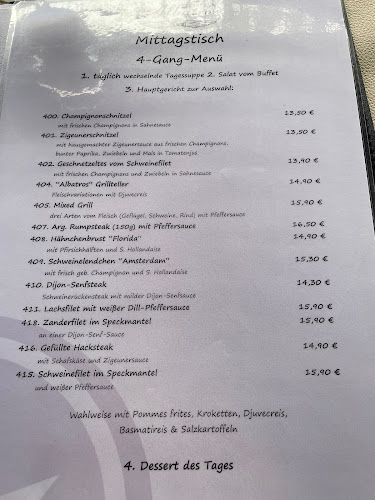 Mittagstisch
4-Gang-Menü
1. täglich wechselnde Tagessuppe 2. Salat vom Buffet
3. Hauptgericht zur Auswahl:
400. Champignonschnitzel 13,50 €
mit frischen Champignons in Sahnesauce
401. Zigeunerschnitzel 13,50 €
mit hausgemachter Zigeunersauce aus frischen Champignons,
bunter Paprika, Zwiebeln und Mais in Tomatenjus
402. Geschnetzeltes vom Schweinefilet 13,90 €
mit frischen Champignons und Zwiebeln in Sahnesauce
404. "Albatros" Grillteller 14,90 €
Fleischvariationen mit Djuvecreis
405. Mixed Grill 15,90 €
drei Arten vom Fleisch (Geflügel, Schweine, Rind) mit Pfeffersauce
407. Arg. Rumpsteak (150g) mit Pfeffersauce 16,50 €
408. Hähnchenbrust "Florida" 14,90 €
mit Pfirsichhälften und S. Hollandaise
409. Schweinelendchen "Amsterdam" 15,30 €
mit frisch geb. Champignon und S. Hollandaise
410. Dijon-Senfsteak 14,30 €
Schweinerückensteak mit milder Dijon-Senfsauce
411. Lachsfilet mit weißer Dill-Pfeffersauce 15,90 €
418. Zanderfilet im Speckmantel 15,90 €
an einer Dijon-Senf-Sauce
416. Gefüllte Hacksteak 14,90 €
mit Schafskäse und Zigeunersauce
415. Schweinefilet im Speckmantel 15,90 €
und weißer Pfeffersauce
Wahlweise mit Pommes frites, Kroketten, Djuvecreis,
Basmatireis & Salzkartoffeln
4. Dessert des Tages